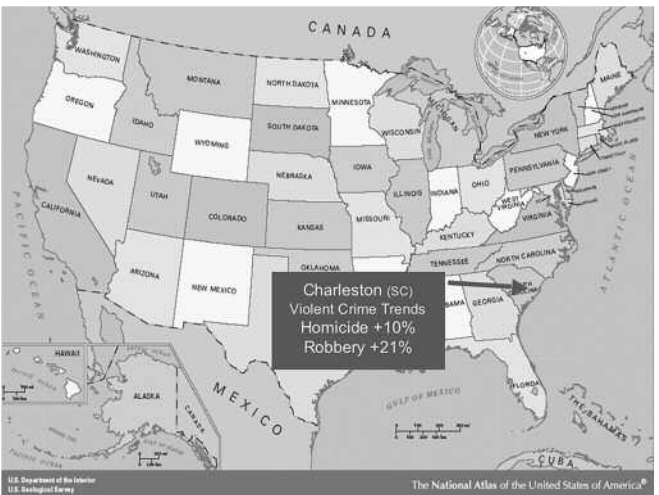 CANADA
WASHINGTON
MONTANA
NORTH DAKOTA
MINNESOTA
MAINE
OREGON
IDAHO
SOUTH DAKOTA
WISCONSIN
NEW YORK
WYOMING
IOWA
PENNSYLVANIA
NEBRASKA
NEVADA
UTAH
ILLINOIS
INDIANA
OHIO
WEST
VIRGINIA
VIRGINIA
CALIFORNIA
COLORADO
KANSAS
MISSOURI
KENTUCKY
NORTH CAROLINA
TENNESSEE
ARIZONA
NEW MEXICO
OKLAHOMA
GEORGIA
PACIFIC OCEAN
ATLANTIC OCEAN
Charleston (SC)
Violent Crime Trends
Homicide +10%
Robbery +21%
HAWAII
ALASKA
CANADA
MEXICO
GULF OF MEXICO
FLORIDA
THE BAHAMAS
CUBA
U.S. Department of the Interior
U.S. Geological Survey
The National Atlas of the United States of America®